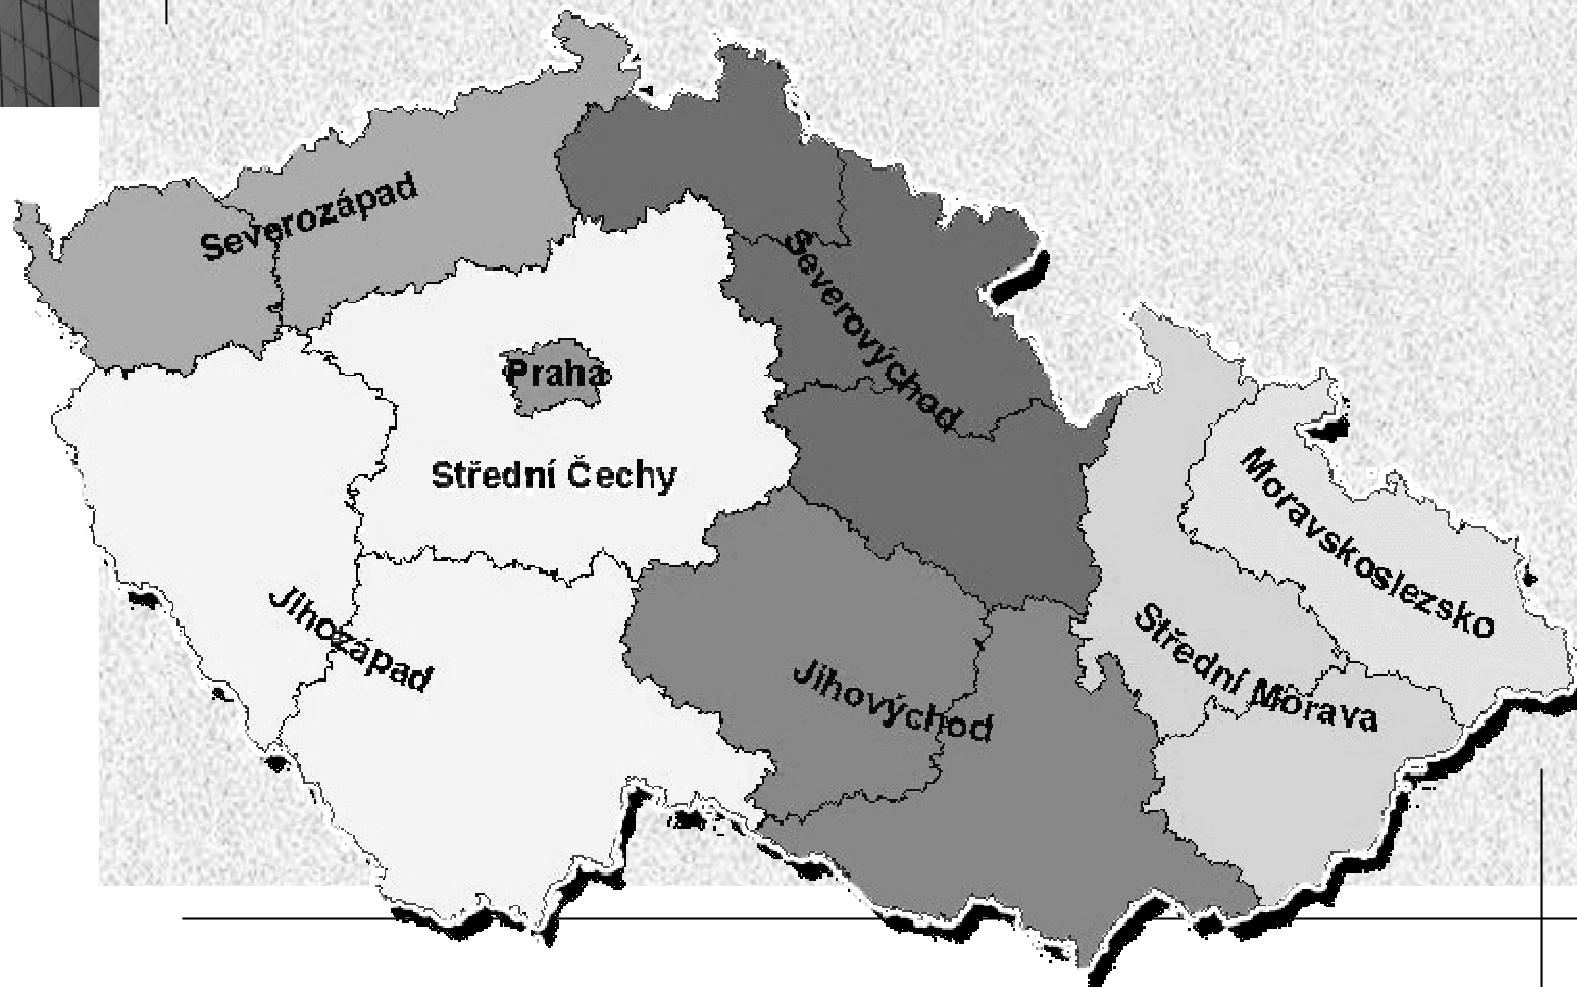 Severozápad
Severovýchod
Praha
Střední Čechy
Moravskoslezsko
Jihozápad
Střední Morava
Jihovýchod